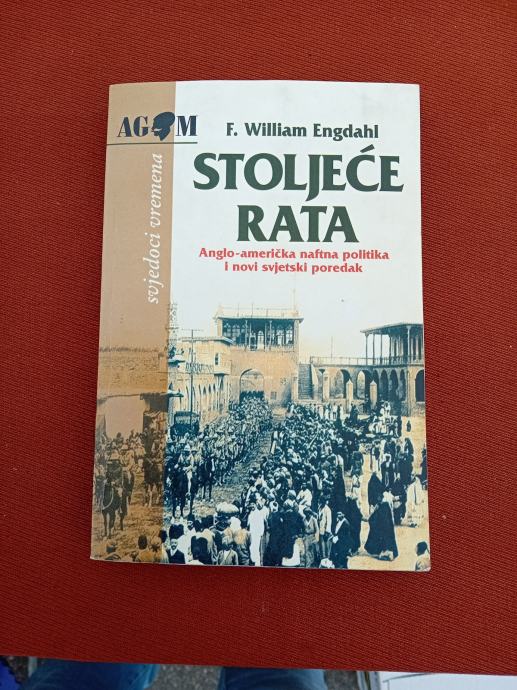 AGM
F. William Engdahl
STOLJEĆE
RATA
Anglo-američka naftna politika
i novi svjetski poredak
svjedoci vremena